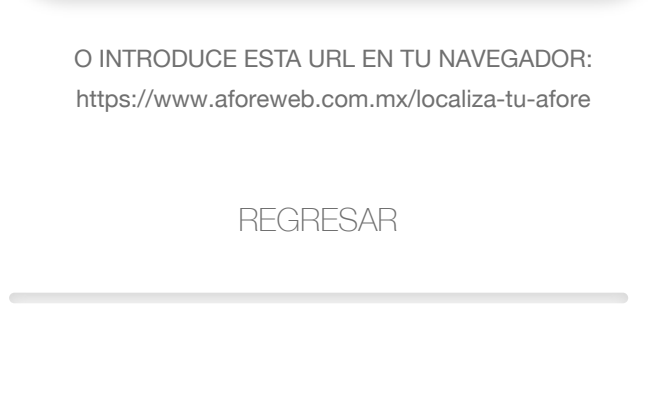 O INTRODUCE ESTA URL EN TU NAVEGADOR:
https://www.aforeweb.com.mx/localiza-tu-afore
REGRESAR